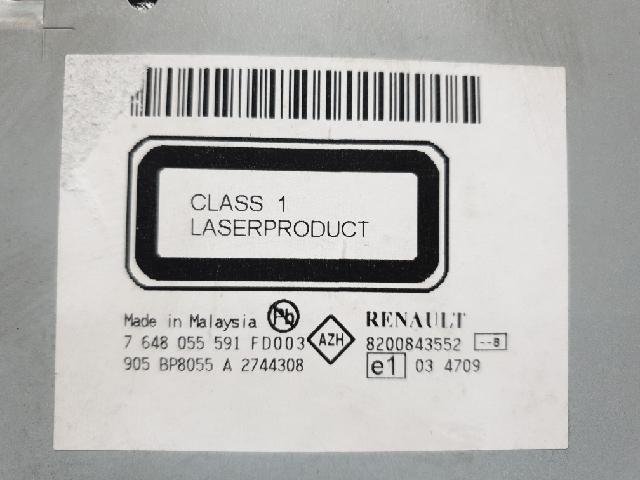 CLASS 1
LASERPRODUCT
Made in Malaysia Pb RENAULT
7 648 055 591 FD003 AZH 8200843552 --B
905 BP8055 A 2744308 e1 03 4709